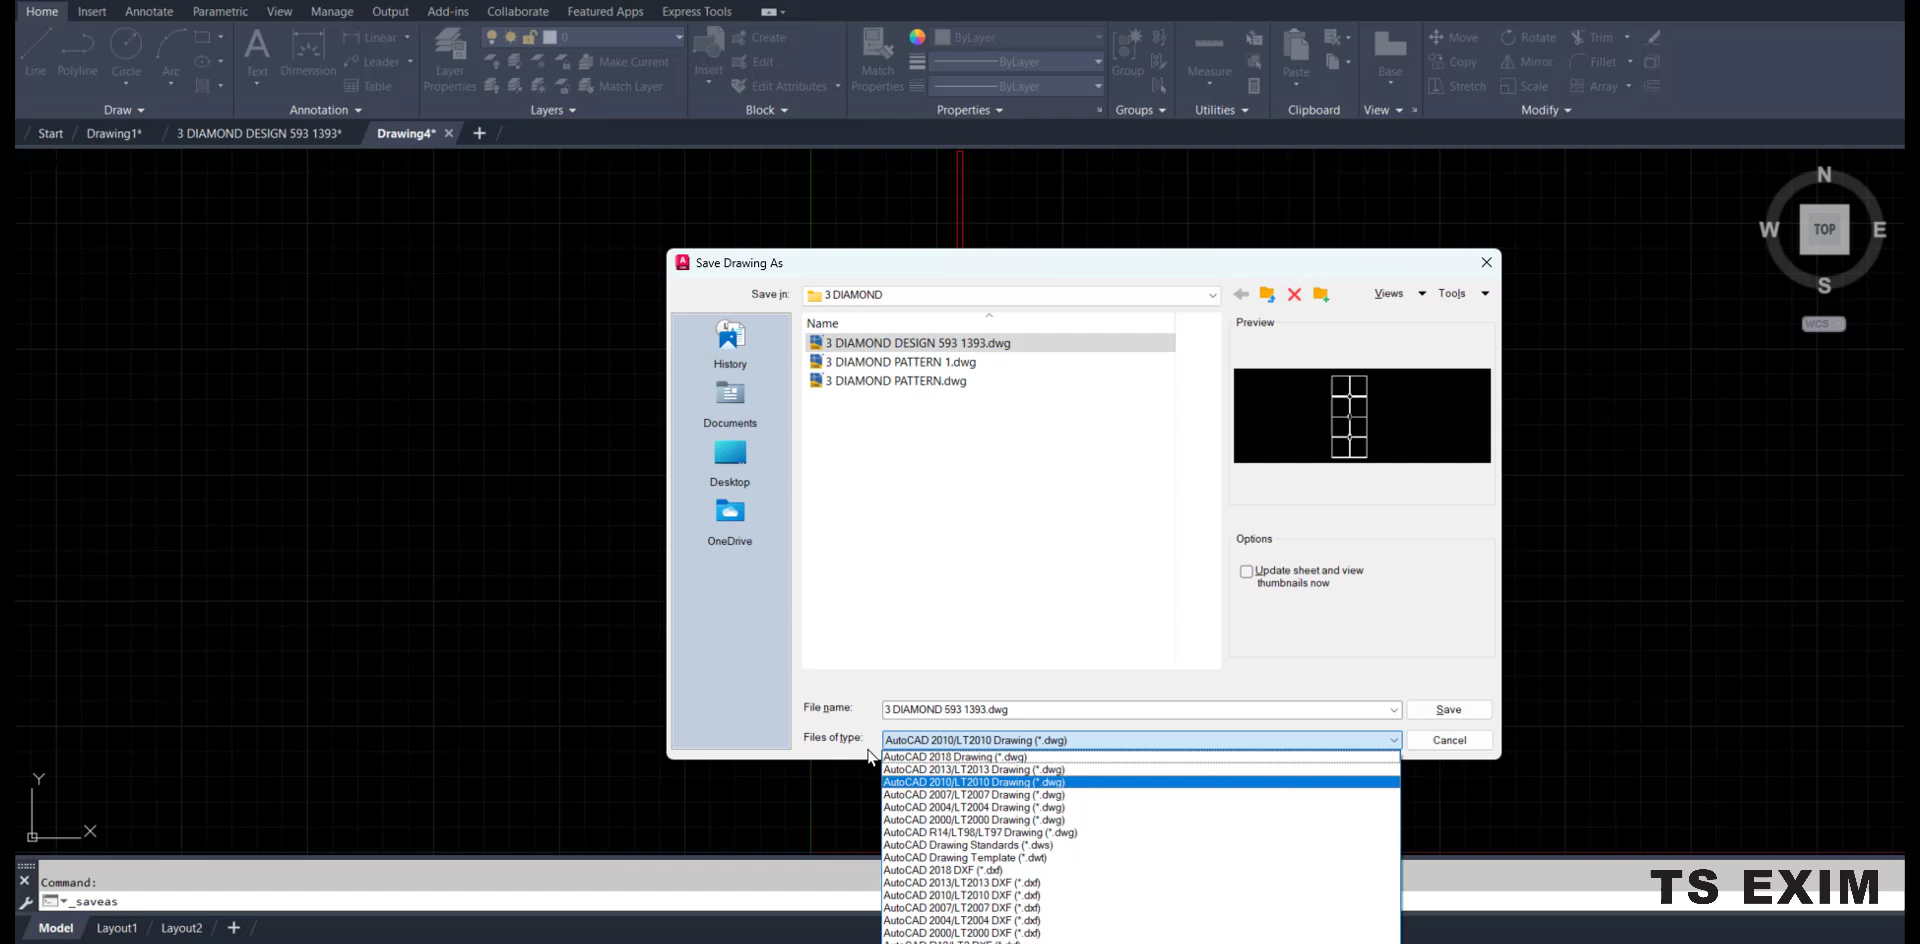 Home Insert Annotate Parametric View Manage Output Add-ins Collaborate Featured Apps Express Tools
Line Polyline Circle Arc Text Dimension Linear Leader Table
Layer Properties 0 Make Current Match Layer
Insert Create Edit Edit Attributes
Match Properties ByLayer ByLayer ByLayer
Group Measure Paste Base
Move Rotate Trim
Copy Mirror Fillet
Stretch Scale Array
Draw Annotation Layers Block Properties Groups Utilities Clipboard View Modify
Start Drawing1* 3 DIAMOND DESIGN 593 1393* Drawing4*
N
W TOP E
S
WCS
Save Drawing As
Save in: 3 DIAMOND Views Tools
History
Documents
Desktop
OneDrive
Name
3 DIAMOND DESIGN 593 1393.dwg
3 DIAMOND PATTERN 1.dwg
3 DIAMOND PATTERN.dwg
Preview
Options
Update sheet and view
thumbnails now
File name: 3 DIAMOND 593 1393.dwg Save
Files of type: AutoCAD 2010/LT2010 Drawing (*.dwg) Cancel
AutoCAD 2018 Drawing (*.dwg)
AutoCAD 2013/LT2013 Drawing (*.dwg)
AutoCAD 2010/LT2010 Drawing (*.dwg)
AutoCAD 2007/LT2007 Drawing (*.dwg)
AutoCAD 2004/LT2004 Drawing (*.dwg)
AutoCAD 2000/LT2000 Drawing (*.dwg)
AutoCAD R14/LT98/LT97 Drawing (*.dwg)
AutoCAD Drawing Standards (*.dws)
AutoCAD Drawing Template (*.dwt)
AutoCAD 2018 DXF (*.dxf)
AutoCAD 2013/LT2013 DXF (*.dxf)
AutoCAD 2010/LT2010 DXF (*.dxf)
AutoCAD 2007/LT2007 DXF (*.dxf)
AutoCAD 2004/LT2004 DXF (*.dxf)
AutoCAD 2000/LT2000 DXF (*.dxf)
Y
X
Command:
_saveas
Model Layout1 Layout2
TS EXIM